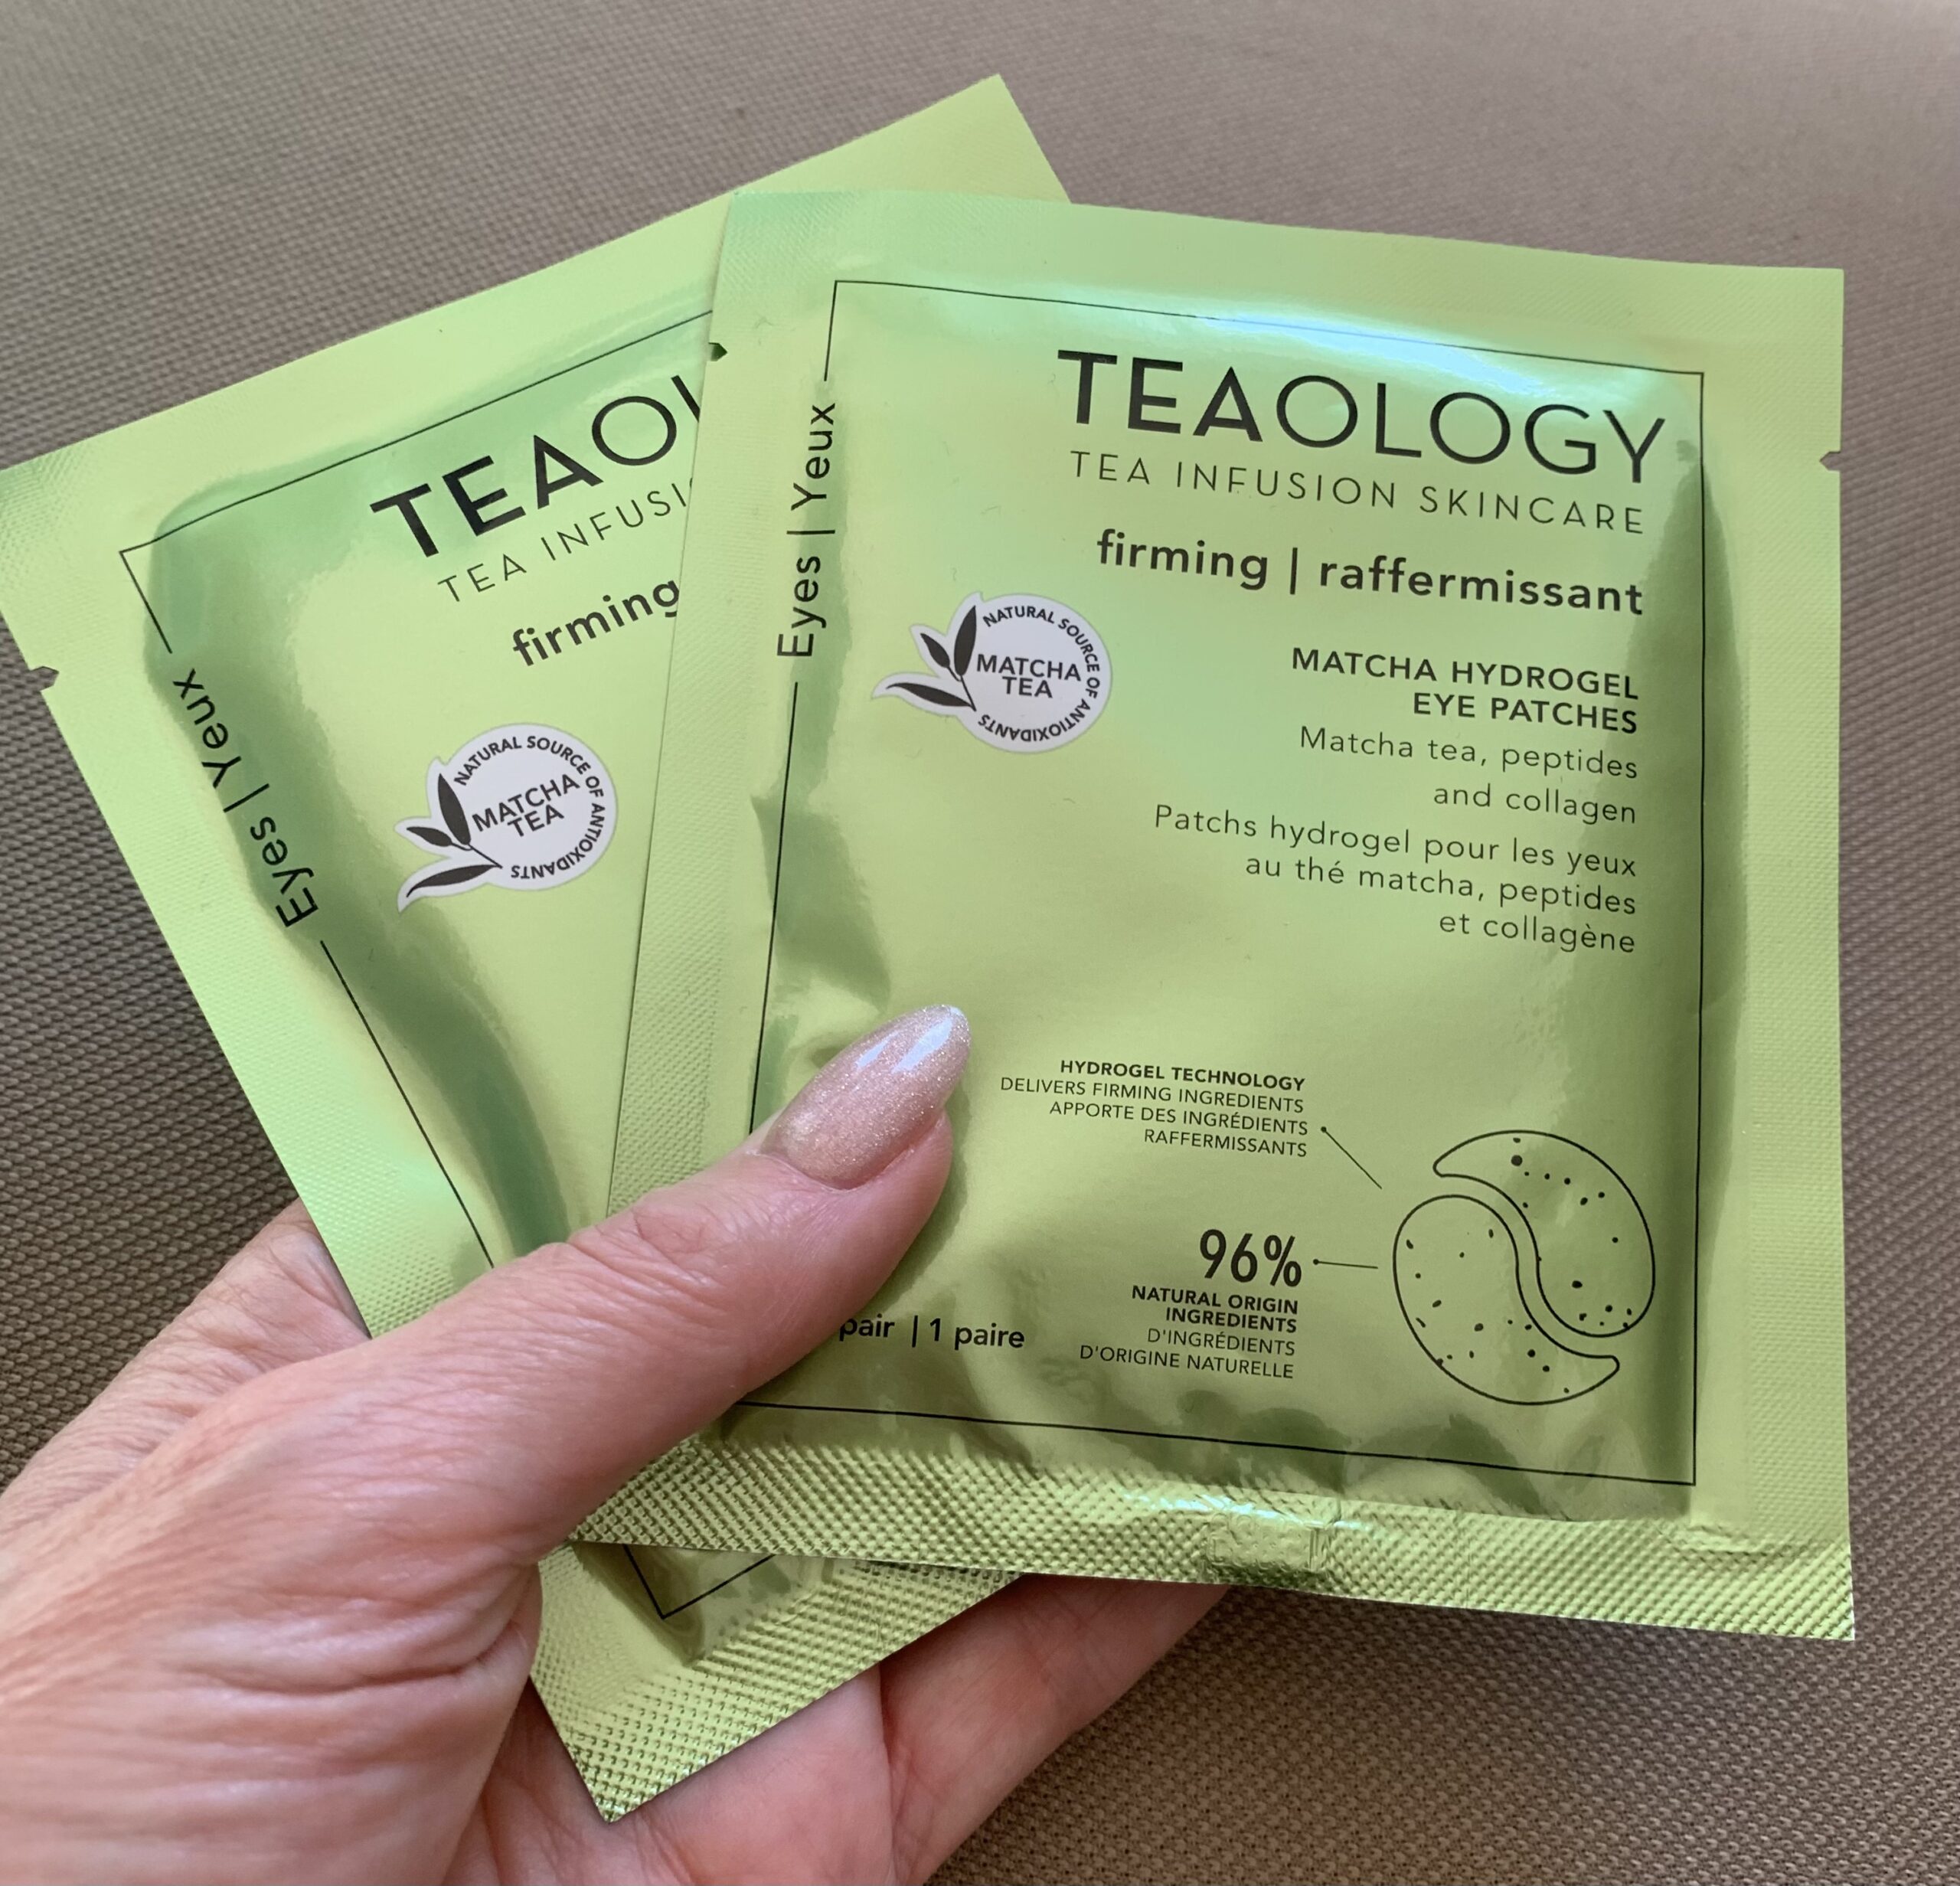 TEAOL
TEA INFUSI
firming
Eyes | Yeux
NATURAL SOURCE OF ANTIOXIDANTS
MATCHA
TEA
TEAOLOGY
TEA INFUSION SKINCARE
firming | raffermissant
Eyes | Yeux
NATURAL SOURCE OF ANTIOXIDANTS
MATCHA
TEA
MATCHA HYDROGEL
EYE PATCHES
Matcha tea, peptides
and collagen
Patchs hydrogel pour les yeux
au thé matcha, peptides
et collagène
HYDROGEL TECHNOLOGY
DELIVERS FIRMING INGREDIENTS
APPORTE DES INGRÉDIENTS
RAFFERMISSANTS
96%
NATURAL ORIGIN
INGREDIENTS
D'INGRÉDIENTS
D'ORIGINE NATURELLE
pair | 1 paire